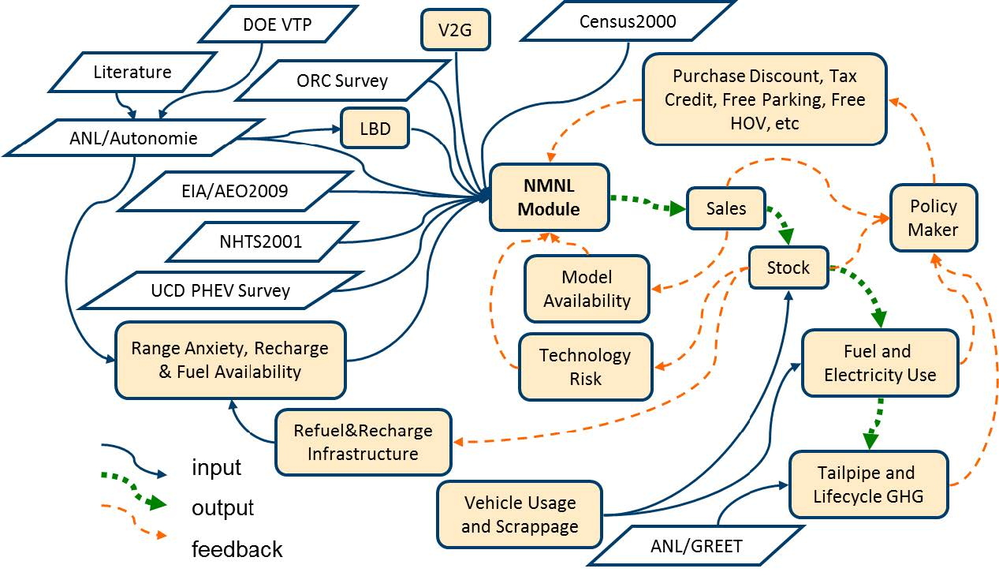 DOE VTP
V2G
Census2000
Literature
ORC Survey
Purchase Discount, Tax
Credit, Free Parking, Free
HOV, etc
ANL/Autonomie
LBD
EIA/AEO2009
NMNL
Module
Sales
Policy
Maker
NHTS2001
Stock
UCD PHEV Survey
Model
Availability
Range Anxiety, Recharge
& Fuel Availability
Technology
Risk
Fuel and
Electricity Use
Refuel&Recharge
Infrastructure
input
output
feedback
Vehicle Usage
and Scrappage
Tailpipe and
Lifecycle GHG
ANL/GREET